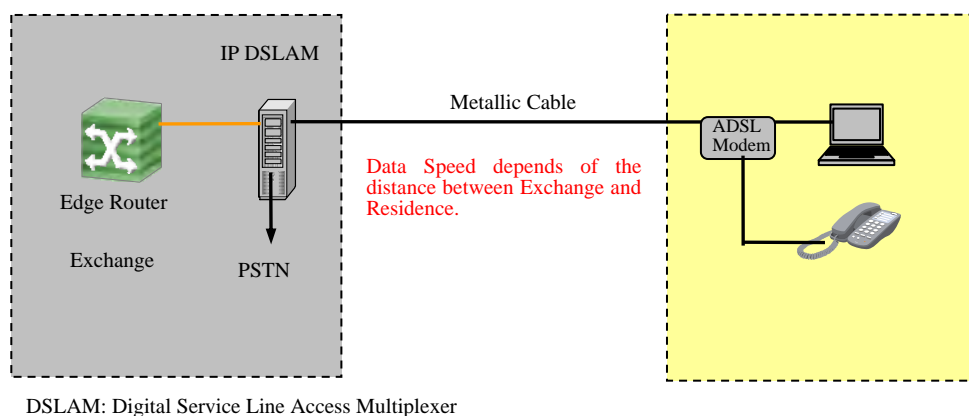 IP DSLAM
Edge Router
Exchange
PSTN
Metallic Cable
Data Speed depends of the
distance between Exchange and
Residence.
ADSL
Modem
DSLAM: Digital Service Line Access Multiplexer